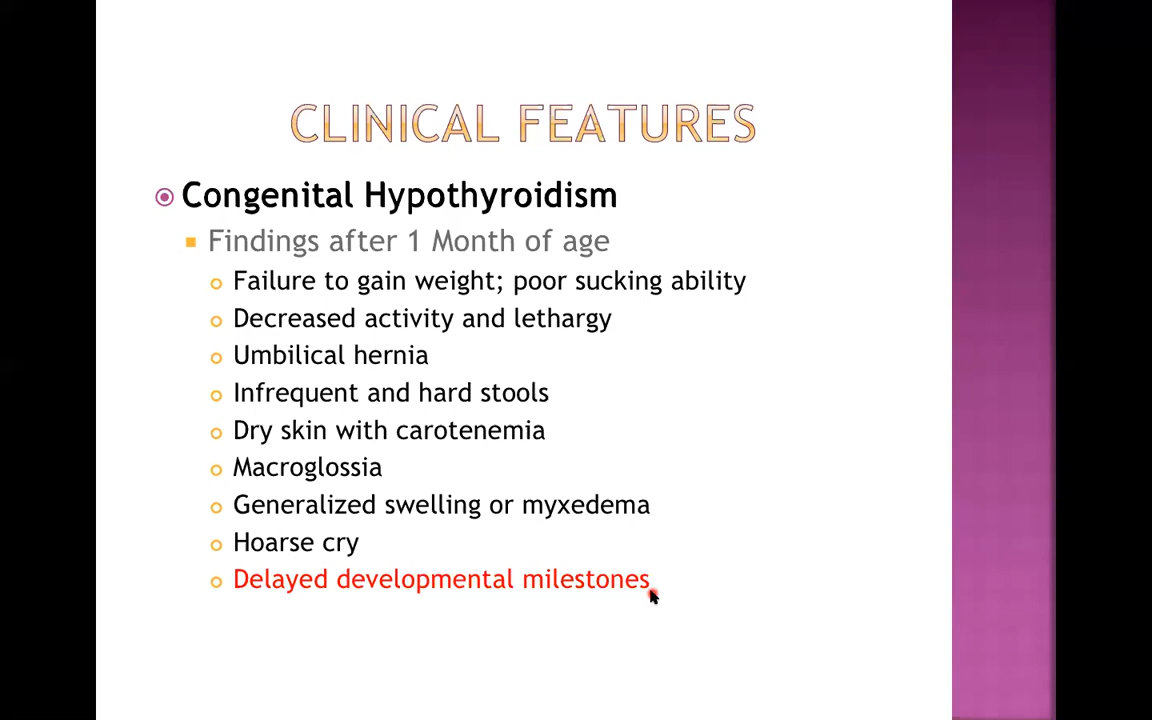 CLINICAL FEATURES
Congenital Hypothyroidism
Findings after 1 Month of age
Failure to gain weight; poor sucking ability
Decreased activity and lethargy
Umbilical hernia
Infrequent and hard stools
Dry skin with carotenemia
Macroglossia
Generalized swelling or myxedema
Hoarse cry
Delayed developmental milestones